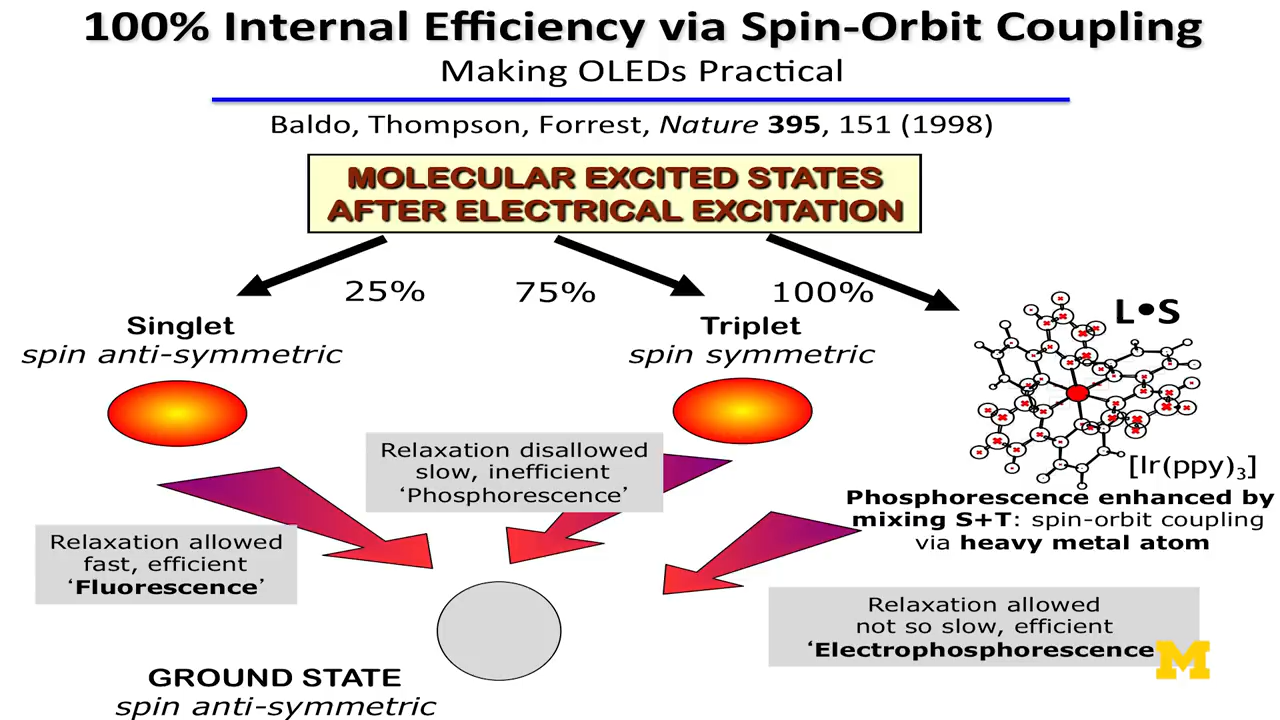 100% Internal Efficiency via Spin-Orbit Coupling
Making OLEDs Practical
Baldo, Thompson, Forrest, Nature 395, 151 (1998)
MOLECULAR EXCITED STATES
AFTER ELECTRICAL EXCITATION
25%
75%
100%
Singlet
spin anti-symmetric
Triplet
spin symmetric
L•S
[Ir(ppy)3]
Phosphorescence enhanced by
mixing S+T: spin-orbit coupling
via heavy metal atom
Relaxation disallowed
slow, inefficient
‘Phosphorescence’
Relaxation allowed
fast, efficient
‘Fluorescence’
Relaxation allowed
not so slow, efficient
‘Electrophosphorescence
GROUND STATE
spin anti-symmetric
M